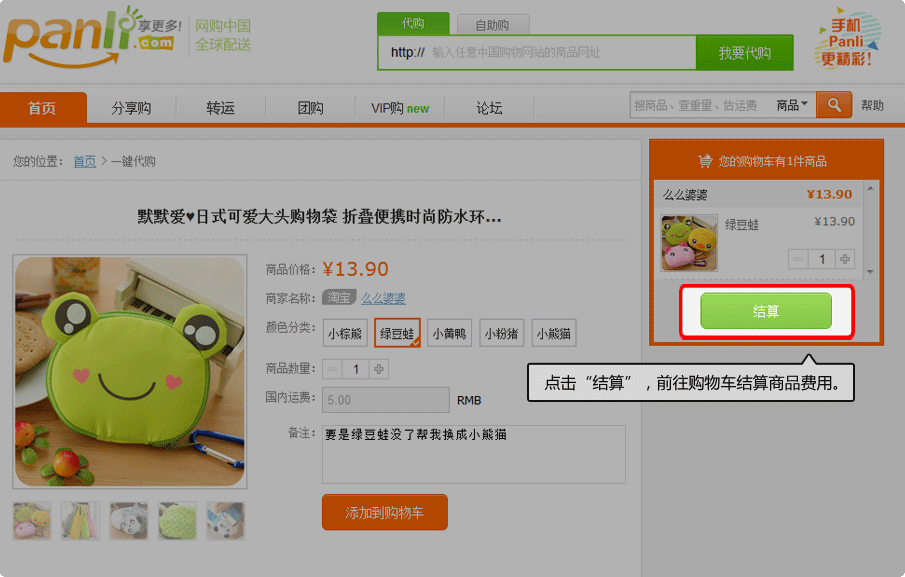 panli.com
享更多!
网购中国
全球配送
代购
自助购
http://
输入任意中国购物网站的商品网址
我要代购
手机
Panli
更精彩!
首页
分享购
转运
团购
VIP购 new
论坛
搜商品、查重量、估运费
商品
帮助
您的位置: 首页 > 一键代购
默默爱♥日式可爱大头购物袋 折叠便携时尚防水环...
商品价格: ¥13.90
商家名称: 淘宝 么么婆婆
颜色分类: 小棕熊 绿豆蛙 小黄鸭 小粉猪 小熊猫
商品数量: 1
国内运费: 5.00 RMB
备注: 要是绿豆蛙没了帮我换成小熊猫
添加到购物车
您的购物车有1件商品
么么婆婆 ¥13.90
绿豆蛙 ¥13.90
1
结算
点击“结算”，前往购物车结算商品费用。